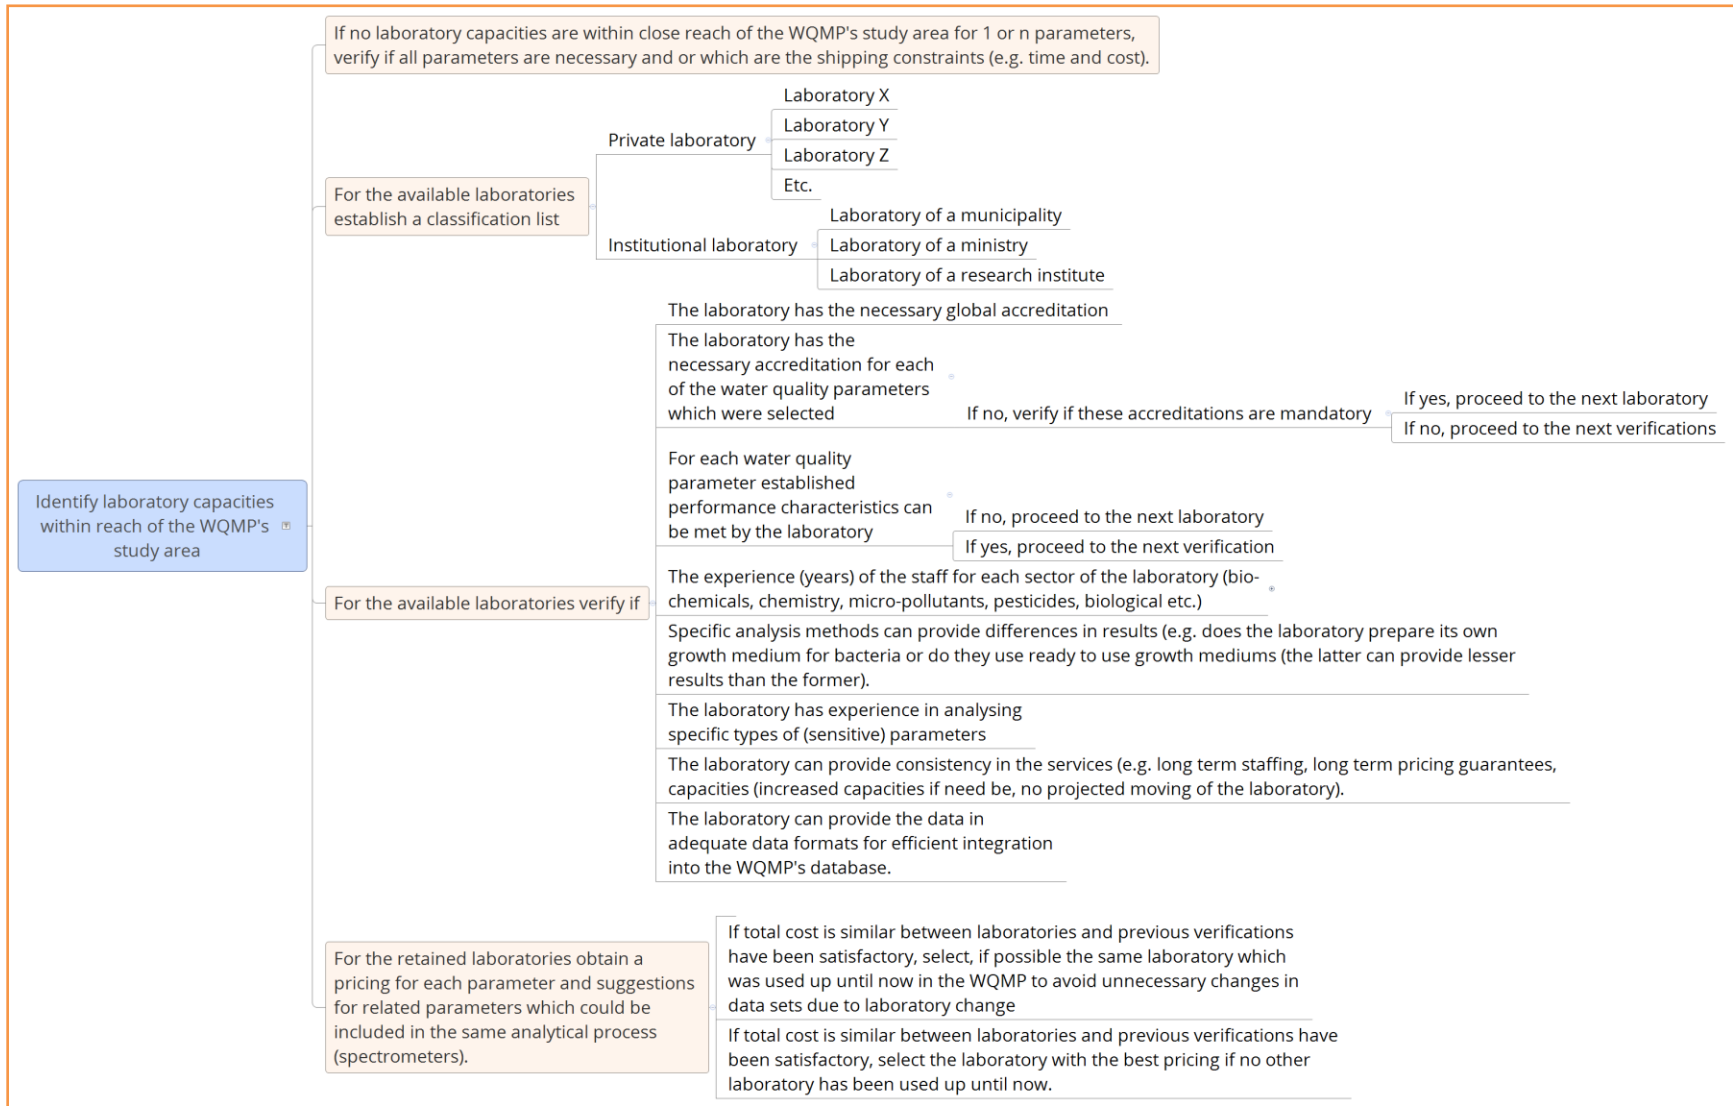 If no laboratory capacities are within close reach of the WQMP's study area for 1 or n parameters,
verify if all parameters are necessary and or which are the shipping constraints (e.g. time and cost).
Laboratory X
Laboratory Y
Private laboratory
Laboratory Z
Etc.
For the available laboratories
establish a classification list
Laboratory of a municipality
Institutional laboratory
Laboratory of a ministry
Laboratory of a research institute
The laboratory has the necessary global accreditation
The laboratory has the
necessary accreditation for each
of the water quality parameters
which were selected
If no, verify if these accreditations are mandatory
If yes, proceed to the next laboratory
If no, proceed to the next verifications
For each water quality
parameter established
performance characteristics can
be met by the laboratory
If no, proceed to the next laboratory
If yes, proceed to the next verification
Identify laboratory capacities
within reach of the WQMP's
study area
For the available laboratories verify if
The experience (years) of the staff for each sector of the laboratory (bio-
chemicals, chemistry, micro-pollutants, pesticides, biological etc.)
Specific analysis methods can provide differences in results (e.g. does the laboratory prepare its own
growth medium for bacteria or do they use ready to use growth mediums (the latter can provide lesser
results than the former).
The laboratory has experience in analysing
specific types of (sensitive) parameters
The laboratory can provide consistency in the services (e.g. long term staffing, long term pricing guarantees,
capacities (increased capacities if need be, no projected moving of the laboratory).
The laboratory can provide the data in
adequate data formats for efficient integration
into the WQMP's database.
For the retained laboratories obtain a
pricing for each parameter and suggestions
for related parameters which could be
included in the same analytical process
(spectrometers).
If total cost is similar between laboratories and previous verifications
have been satisfactory, select, if possible the same laboratory which
was used up until now in the WQMP to avoid unnecessary changes in
data sets due to laboratory change
If total cost is similar between laboratories and previous verifications have
been satisfactory, select the laboratory with the best pricing if no other
laboratory has been used up until now.